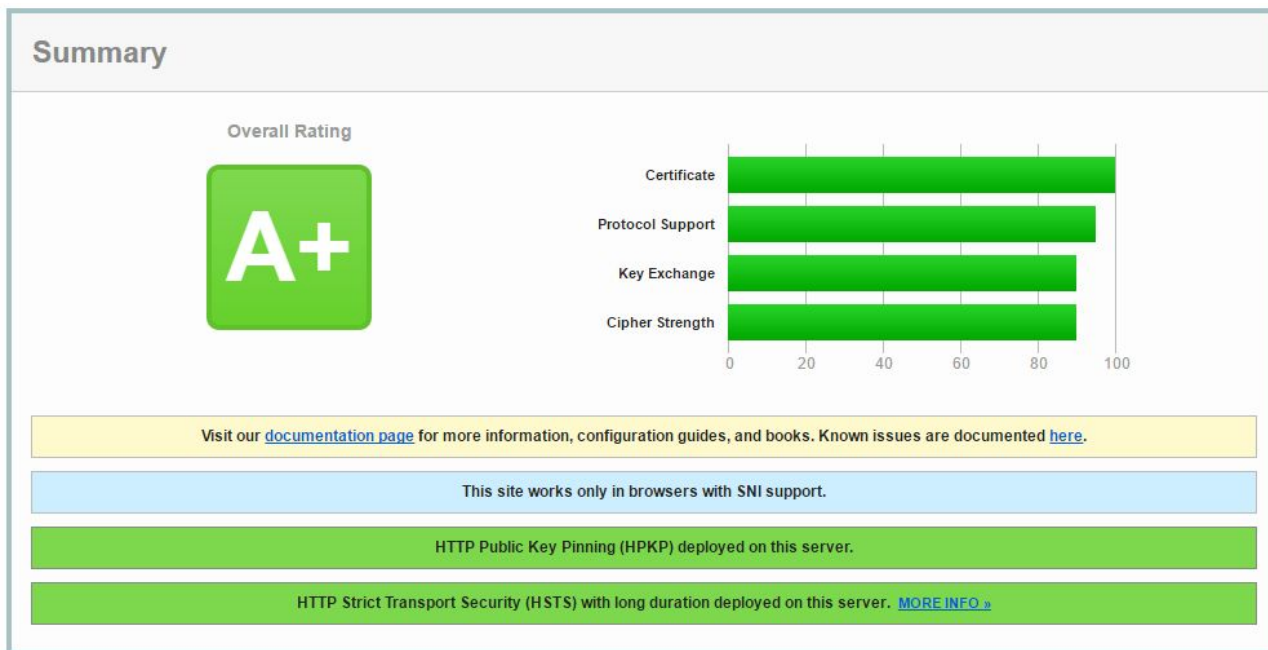 Summary
Overall Rating
A+
Certificate
Protocol Support
Key Exchange
Cipher Strength
0 20 40 60 80 100
Visit our documentation page for more information, configuration guides, and books. Known issues are documented here.
This site works only in browsers with SNI support.
HTTP Public Key Pinning (HPKP) deployed on this server.
HTTP Strict Transport Security (HSTS) with long duration deployed on this server. MORE INFO »